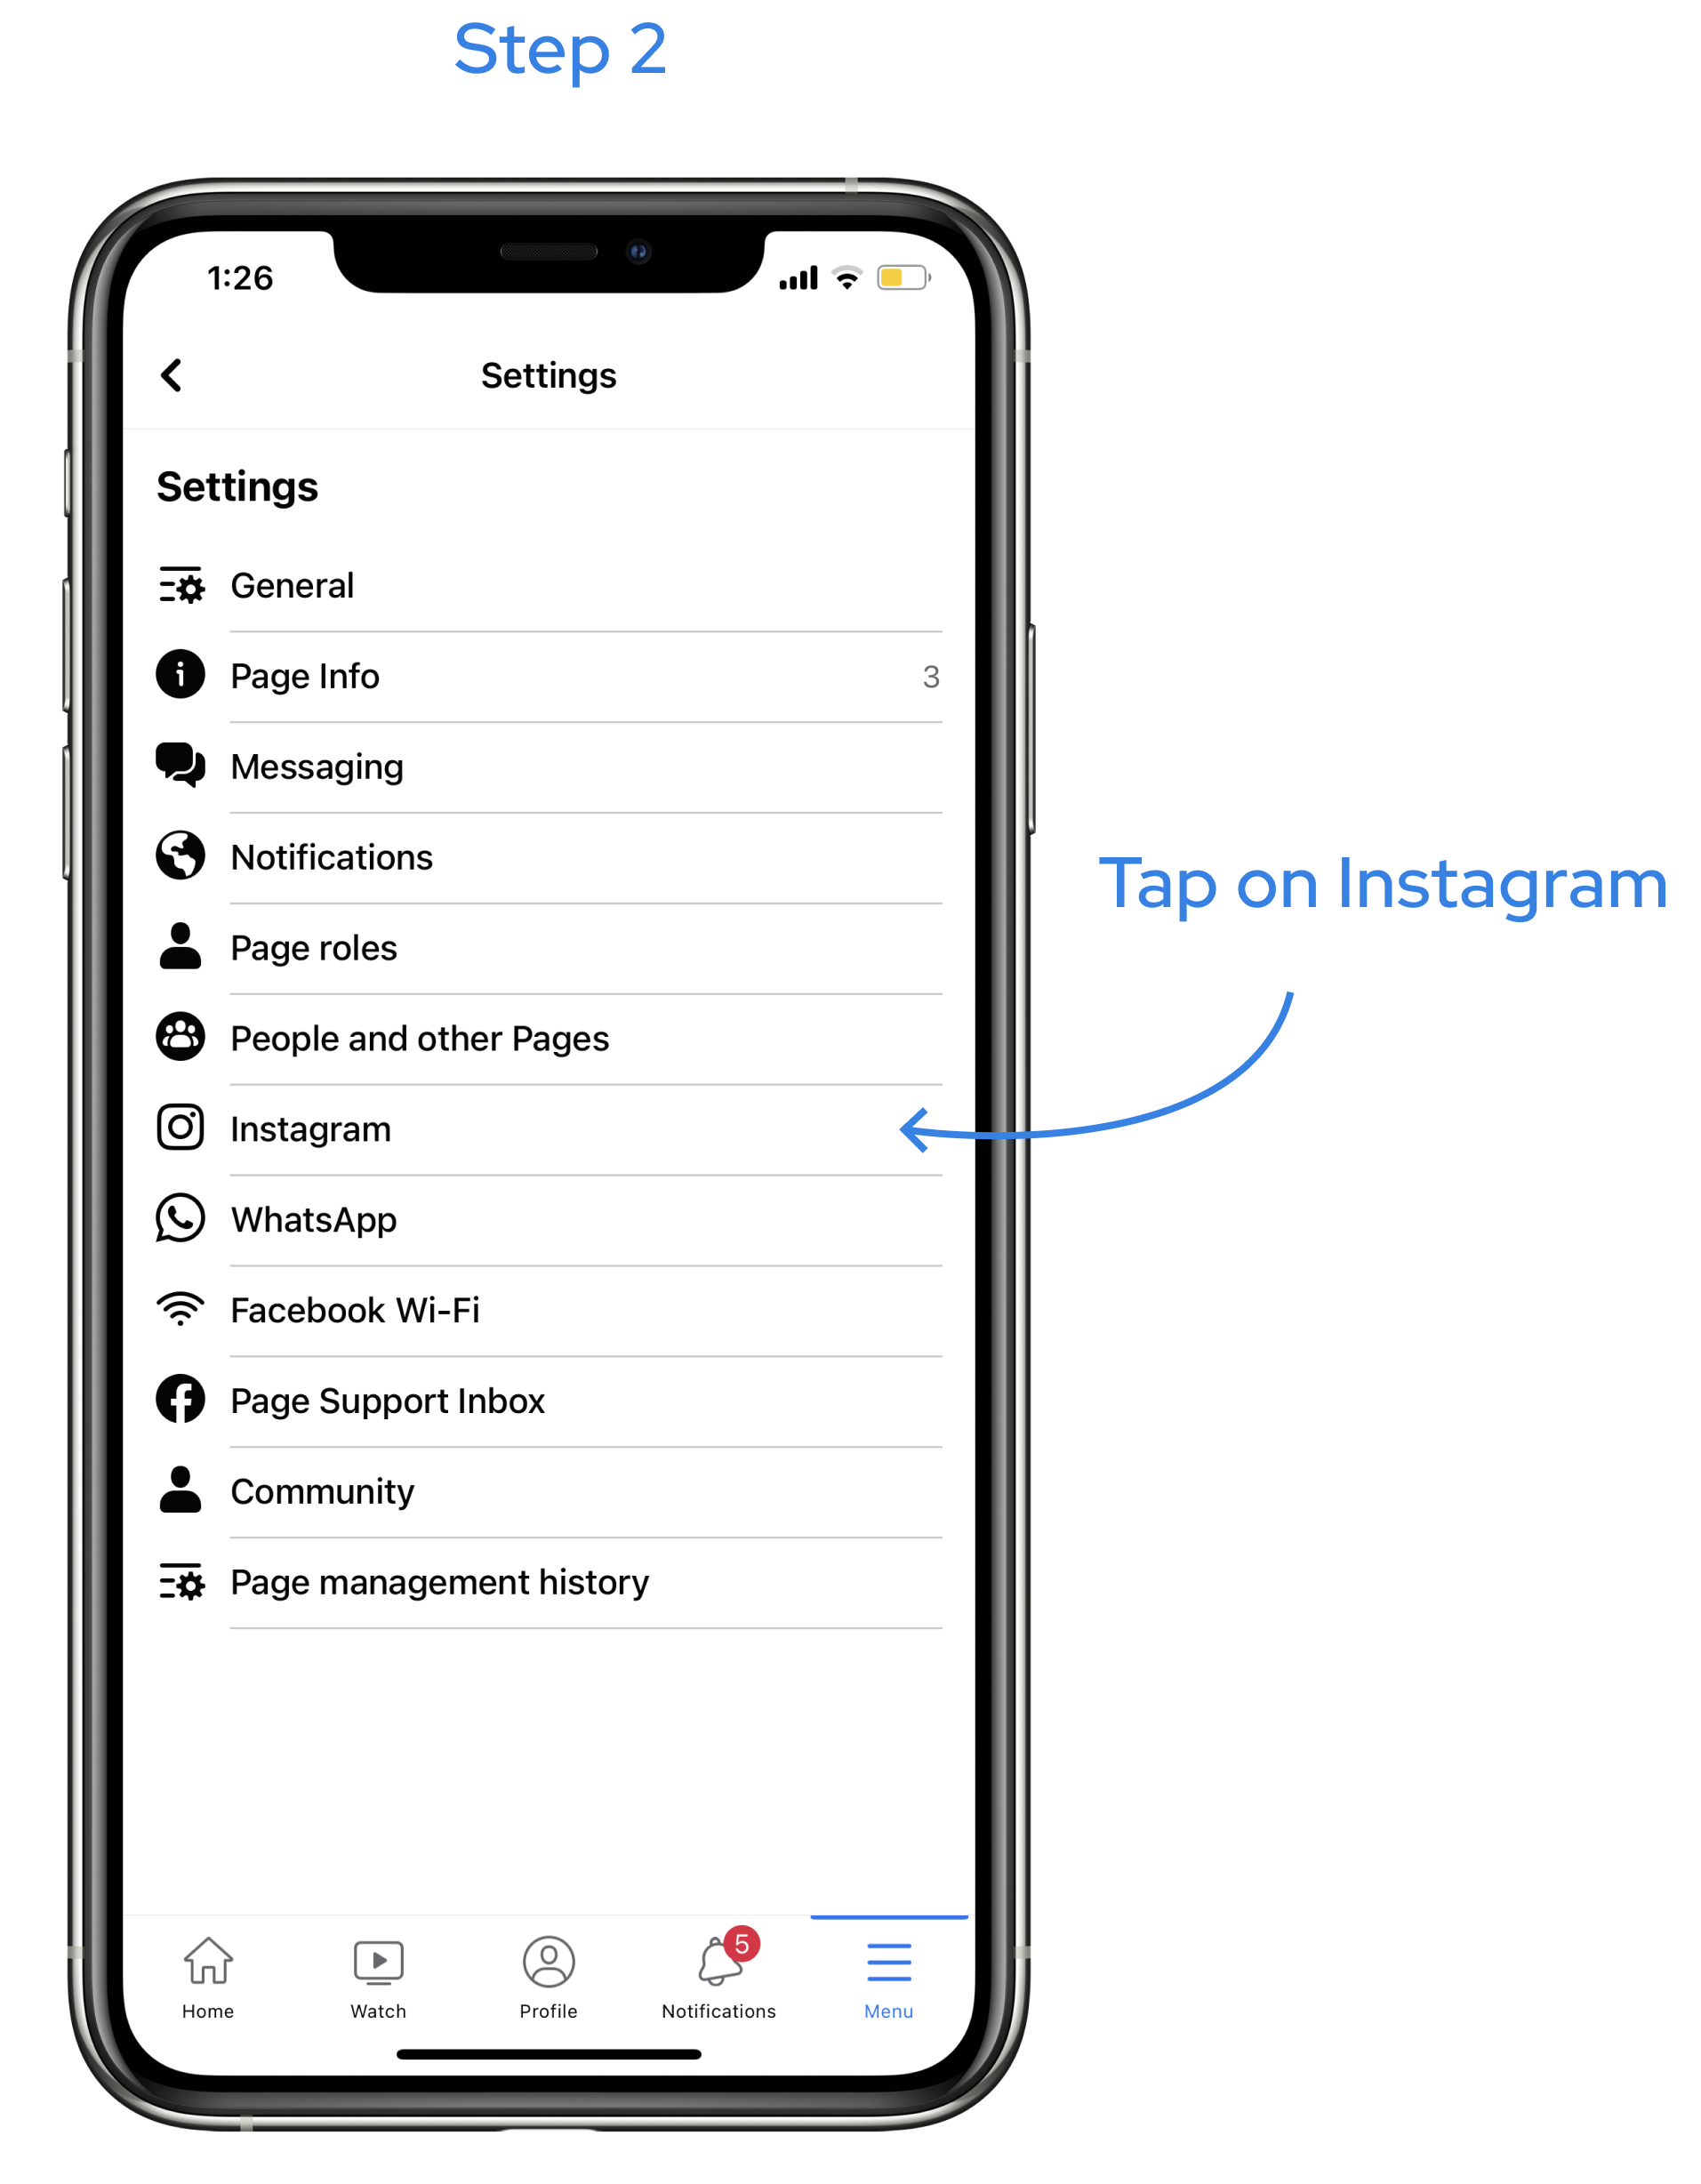 Step 2
1:26
Settings
Settings
General
Page Info 3
Messaging
Notifications
Page roles
People and other Pages
Tap on Instagram
Instagram
WhatsApp
Facebook Wi-Fi
Page Support Inbox
Community
Page management history
5
Home Watch Profile Notifications Menu